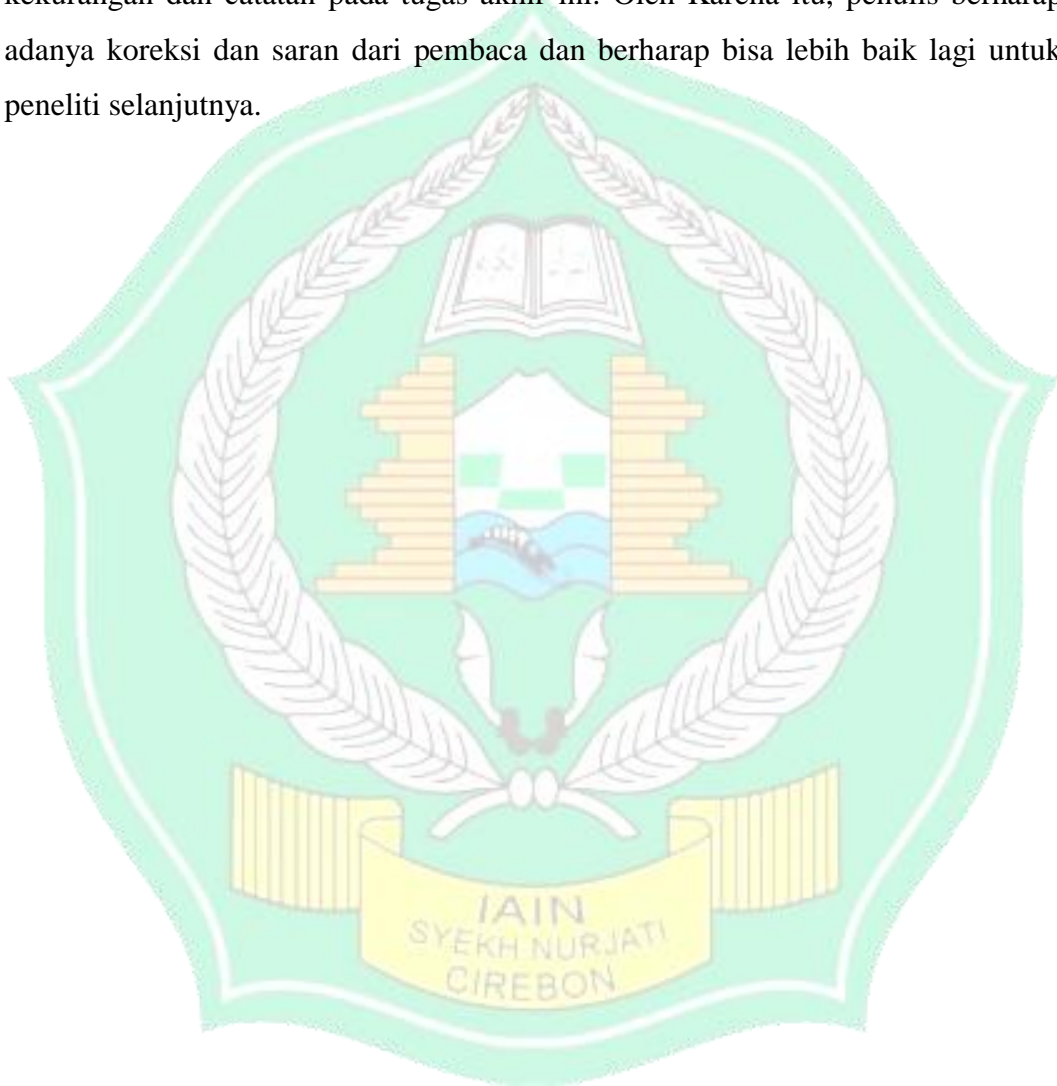 kekurangan dan catatan pada tugas akhir ini. Oleh Karena itu, penulis berharap
adanya koreksi dan saran dari pembaca dan berharap bisa lebih baik lagi untuk
peneliti selanjutnya.
IAIN
SYEKH NURJATI
CIREBON